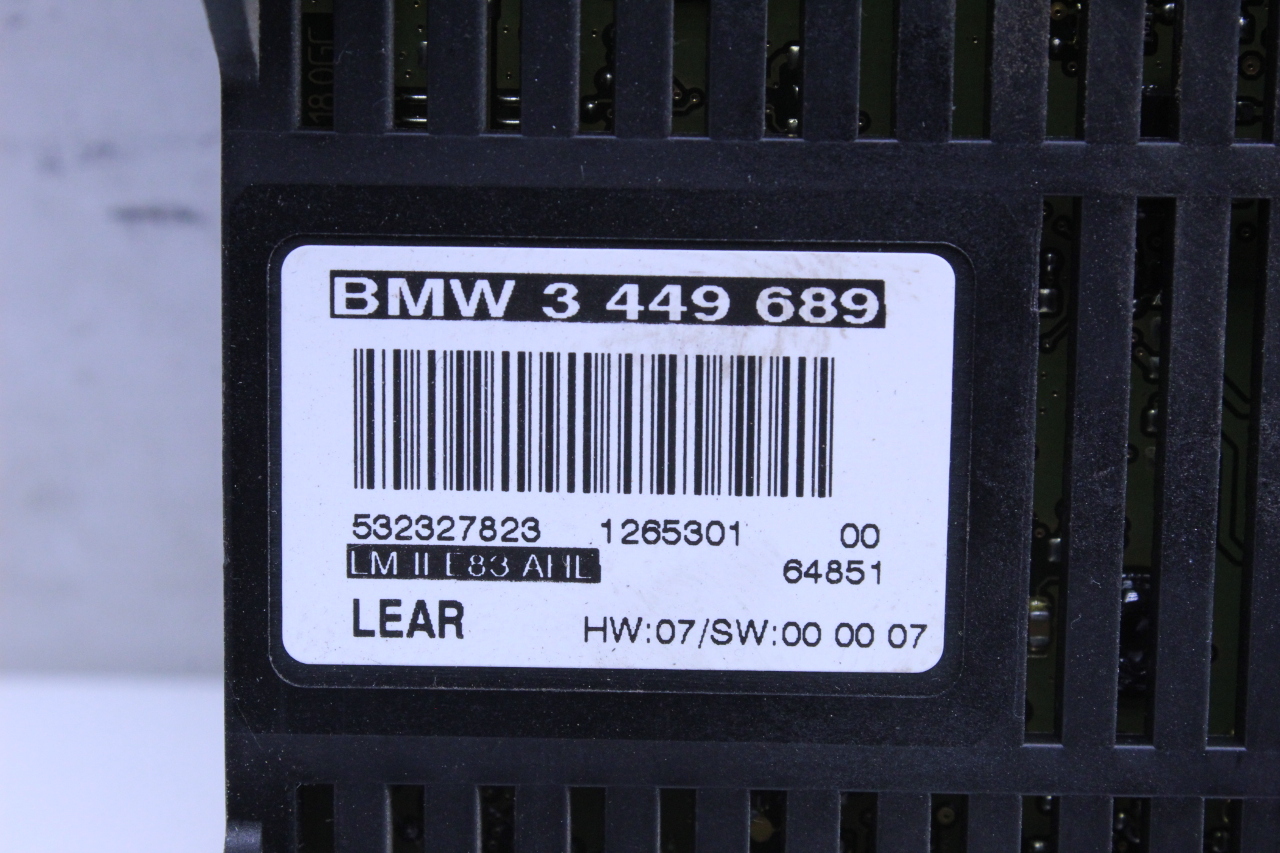 BMW 3 449 689
532327823 1265301 00
LM II E83 AHL 64851
LEAR HW:07/SW:00 00 07